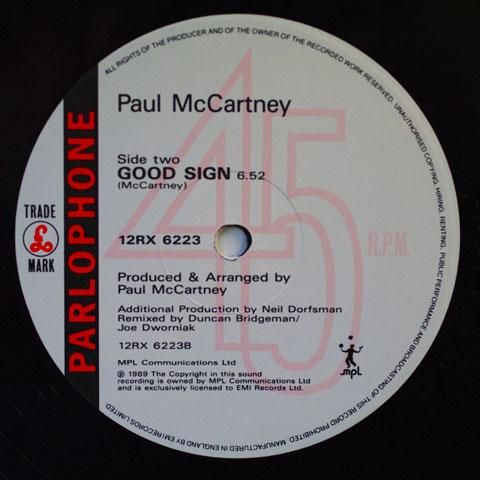 ALL RIGHTS OF THE PRODUCER AND OF THE OWNER OF THE RECORDED WORK RESERVED. UNAUTHORISED COPYING, HIRING, RENTING, PUBLIC PERFORMANCE AND BROADCASTING OF THIS RECORD PROHIBITED.
MANUFACTURED IN ENGLAND BY EMI RECORDS LIMITED
PARLOPHONE
TRADE
£
MARK
45
R.P.M.
Paul McCartney
Side two
GOOD SIGN 6.52
(McCartney)
12RX 6223
Produced & Arranged by
Paul McCartney
Additional Production by Neil Dorfsman
Remixed by Duncan Bridgeman/
Joe Dworniak
12RX 6223B
MPL Communications Ltd
℗ 1989 The Copyright in this sound
recording is owned by MPL Communications Ltd
and is exclusively licensed to EMI Records Ltd.
mpL